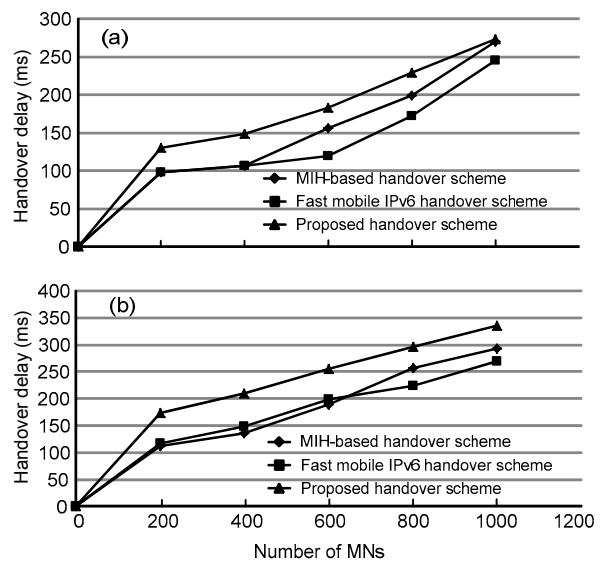 300
250
200
150
100
50
0
Handover delay (ms)
(a)
MIH-based handover scheme
Fast mobile IPv6 handover scheme
Proposed handover scheme
400
350
300
250
200
150
100
50
0
Handover delay (ms)
(b)
MIH-based handover scheme
Fast mobile IPv6 handover scheme
Proposed handover scheme
0 200 400 600 800 1000 1200
Number of MNs